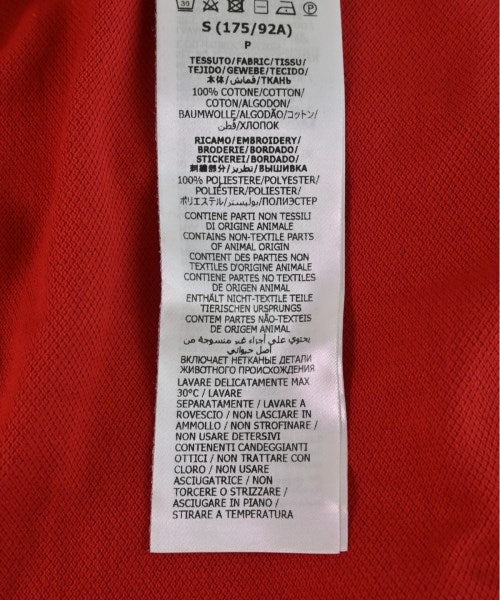 30
P
S (175/92A)
P
TESSUTO/FABRIC/TISSU/
TEJIDO/GEWEBE/TECIDO/
本体/قماش/ТКАНЬ
100% COTONE/COTTON/
COTON/ALGODON/
BAUMWOLLE/ALGODÃO/コットン/
قطن/ХЛОПОК
RICAMO/EMBROIDERY/
BRODERIE/BORDADO/
STICKEREI/BORDADO/
刺繍部分/تطريز/ВЫШИВКА
100% POLIESTERE/POLYESTER/
POLIÉSTER/POLYESTER/
ポリエステル/بوليستر/ПОЛИЭСТЕР
CONTIENE PARTI NON TESSILI
DI ORIGINE ANIMALE
CONTAINS NON-TEXTILE PARTS
OF ANIMAL ORIGIN
CONTIENT DES PARTIES NON
TEXTILES D'ORIGINE ANIMALE
CONTIENE PARTES NO TEXTILES
DE ORIGEN ANIMAL
ENTHÄLT NICHT-TEXTILE TEILE
TIERISCHEN URSPRUNGS
CONTEM PARTES NÃO-TEXTEIS
DE ORIGEM ANIMAL
يحتوي على أجزاء غير منسوجة من
أصل حيواني
ВКЛЮЧАЕТ НЕТКАНЫЕ ДЕТАЛИ
ЖИВОТНОГО ПРОИСХОЖДЕНИЯ
LAVARE DELICATAMENTE MAX
30°C / LAVARE
SEPARATAMENTE / LAVARE A
ROVESCIO / NON LASCIARE IN
AMMOLLO / NON STROFINARE /
NON USARE DETERSIVI
CONTENENTI CANDEGGIANTI
OTTICI / NON TRATTARE CON
CLORO / NON USARE
ASCIUGATRICE / NON
TORCERE O STRIZZARE /
ASCIUGARE IN PIANO /
STIRARE A TEMPERATURA